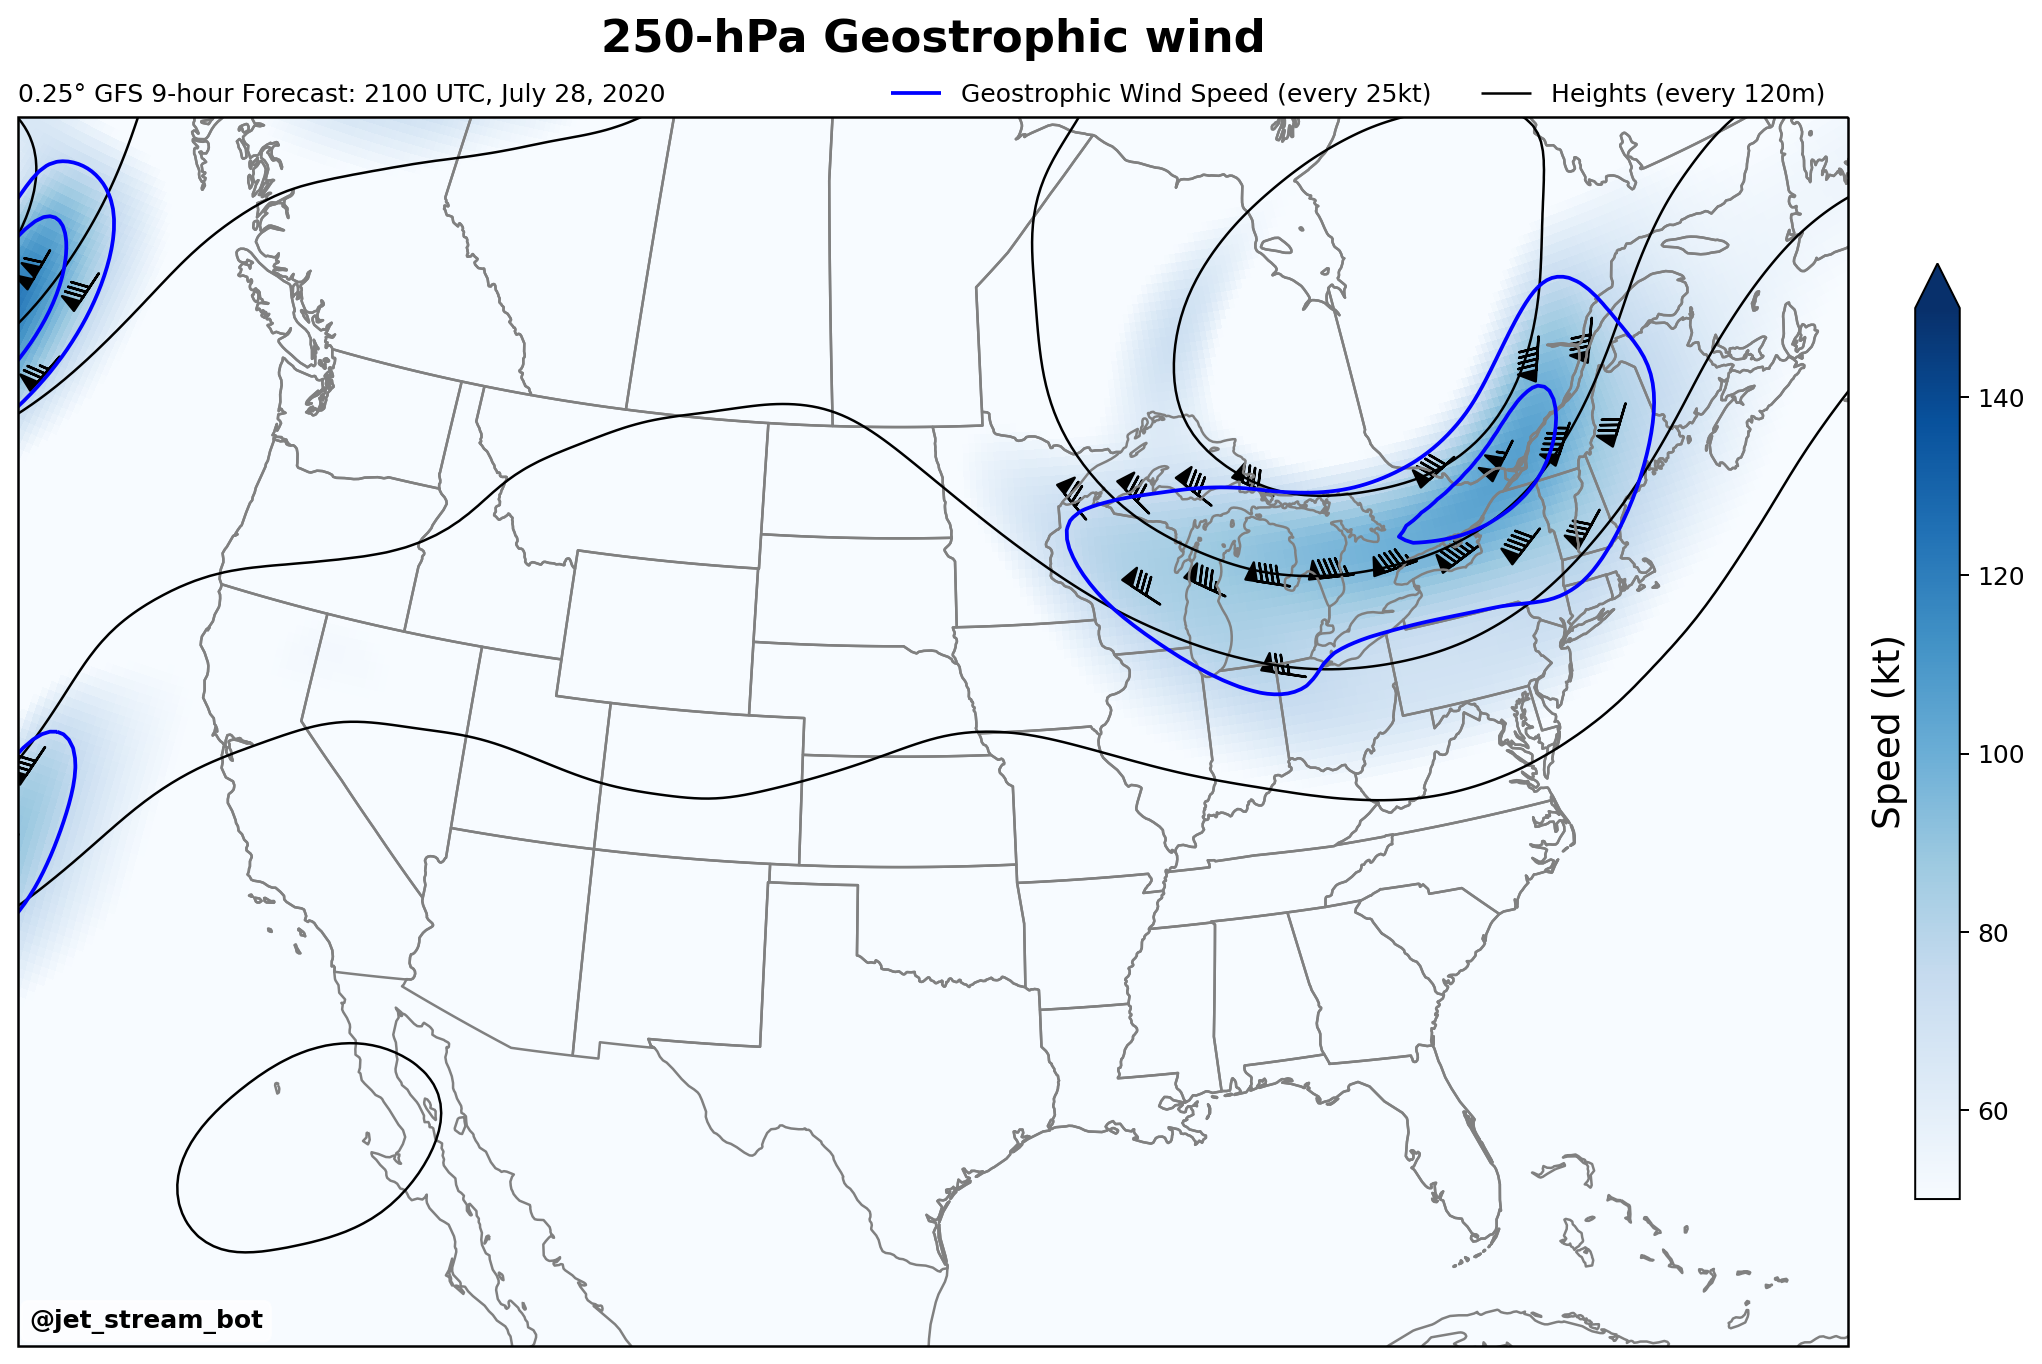 250-hPa Geostrophic wind
0.25° GFS 9-hour Forecast: 2100 UTC, July 28, 2020
Geostrophic Wind Speed (every 25kt)
Heights (every 120m)
140
120
100
80
60
Speed (kt)
@jet_stream_bot